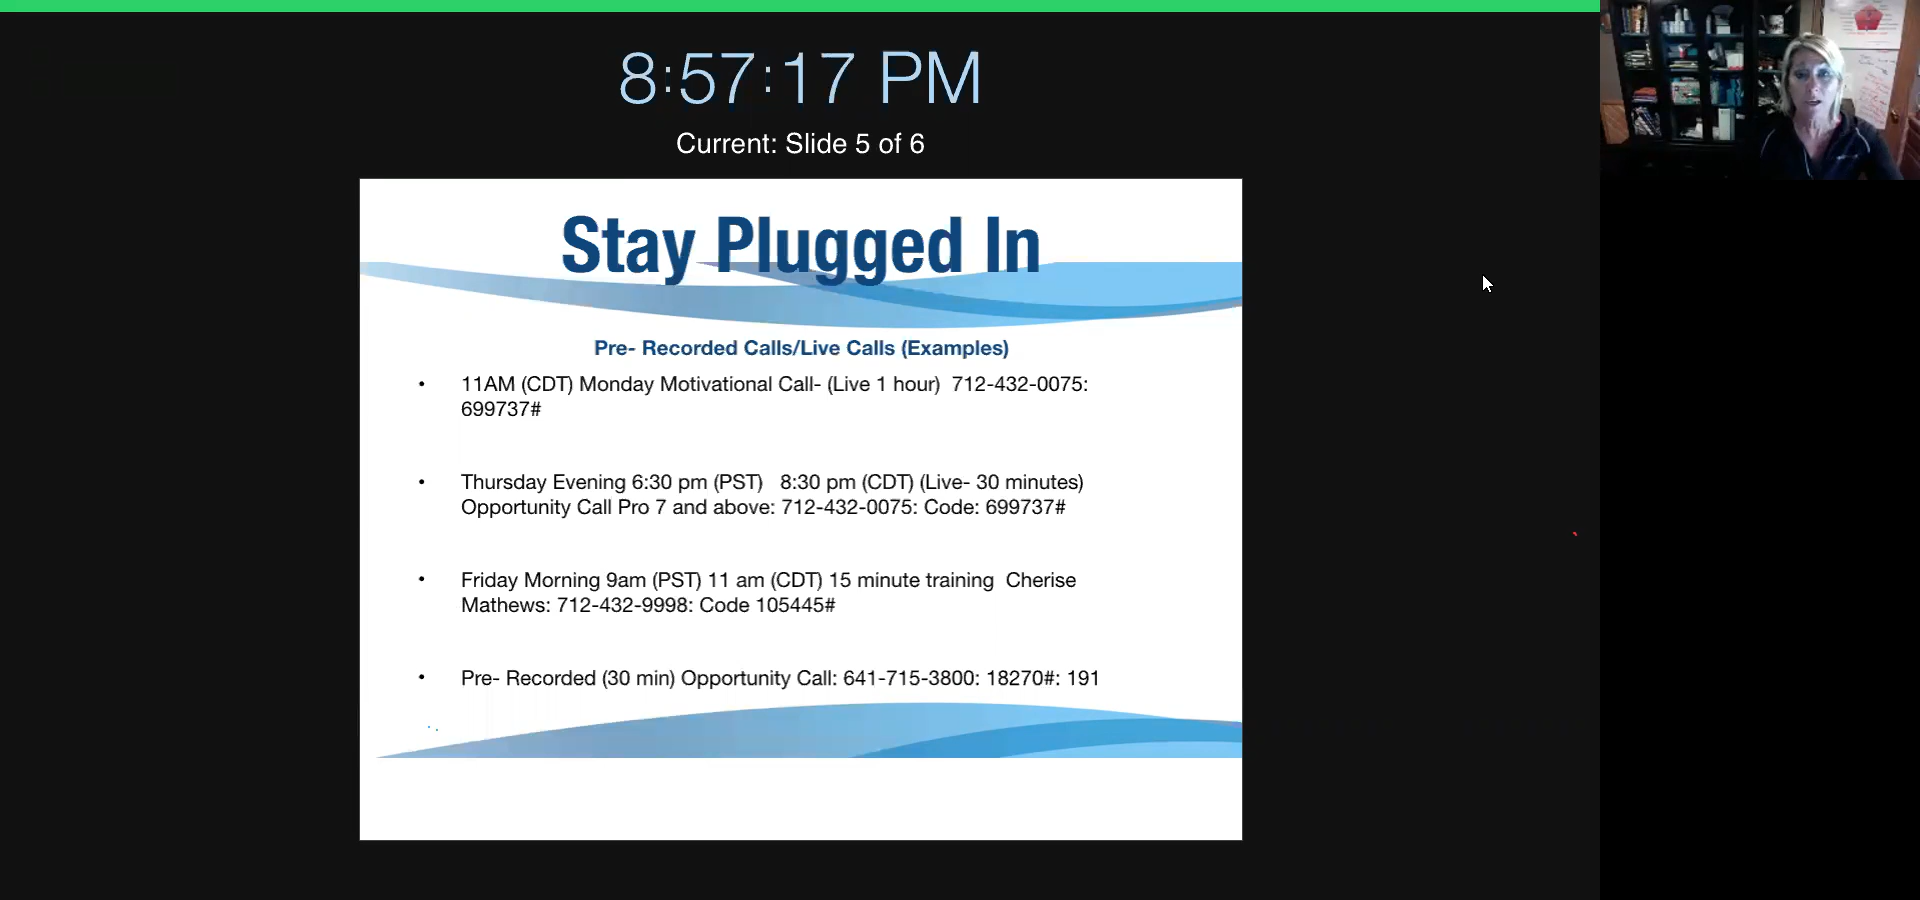 8:57:17 PM
Current: Slide 5 of 6
Stay Plugged In
Pre- Recorded Calls/Live Calls (Examples)
• 11AM (CDT) Monday Motivational Call- (Live 1 hour)  712-432-0075:
699737#
• Thursday Evening 6:30 pm (PST)   8:30 pm (CDT) (Live- 30 minutes)
Opportunity Call Pro 7 and above: 712-432-0075: Code: 699737#
• Friday Morning 9am (PST) 11 am (CDT) 15 minute training  Cherise
Mathews: 712-432-9998: Code 105445#
• Pre- Recorded (30 min) Opportunity Call: 641-715-3800: 18270#: 191